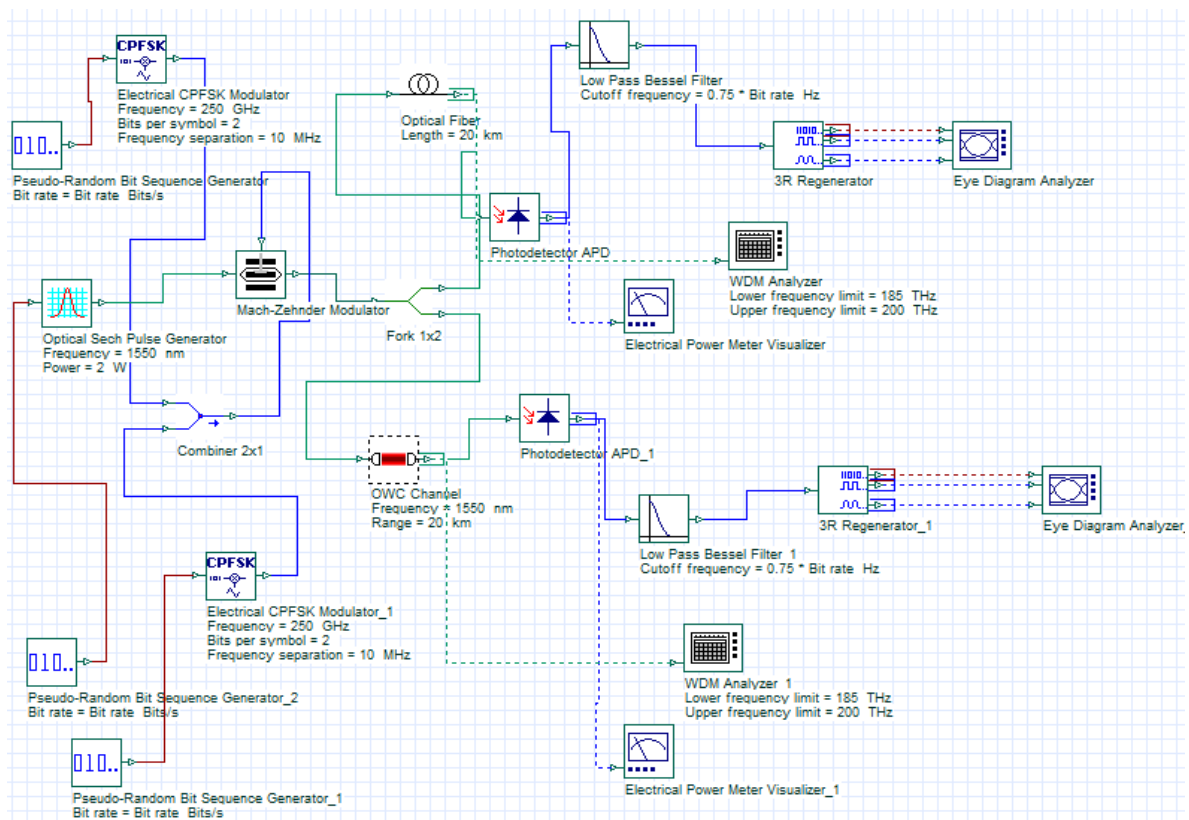 CPFSK
Electrical CPFSK Modulator
Frequency = 250 GHz
Bits per symbol = 2
Frequency separation = 10 MHz
010..
Pseudo-Random Bit Sequence Generator
Bit rate = Bit rate Bits/s
Optical Fiber
Length = 20 km
Low Pass Bessel Filter
Cutoff frequency = 0.75 * Bit rate Hz
3R Regenerator
Eye Diagram Analyzer
Photodetector APD
WDM Analyzer
Lower frequency limit = 185 THz
Upper frequency limit = 200 THz
Electrical Power Meter Visualizer
Mach-Zehnder Modulator
Optical Sech Pulse Generator
Frequency = 1550 nm
Power = 2 W
Fork 1x2
Combiner 2x1
Photodetector APD_1
OWC Channel
Frequency = 1550 nm
Range = 20 km
Low Pass Bessel Filter_1
Cutoff frequency = 0.75 * Bit rate Hz
3R Regenerator_1
Eye Diagram Analyzer_
CPFSK
Electrical CPFSK Modulator_1
Frequency = 250 GHz
Bits per symbol = 2
Frequency separation = 10 MHz
010..
Pseudo-Random Bit Sequence Generator_2
Bit rate = Bit rate Bits/s
WDM Analyzer_1
Lower frequency limit = 185 THz
Upper frequency limit = 200 THz
010..
Pseudo-Random Bit Sequence Generator_1
Bit rate = Bit rate Bits/s
Electrical Power Meter Visualizer_1